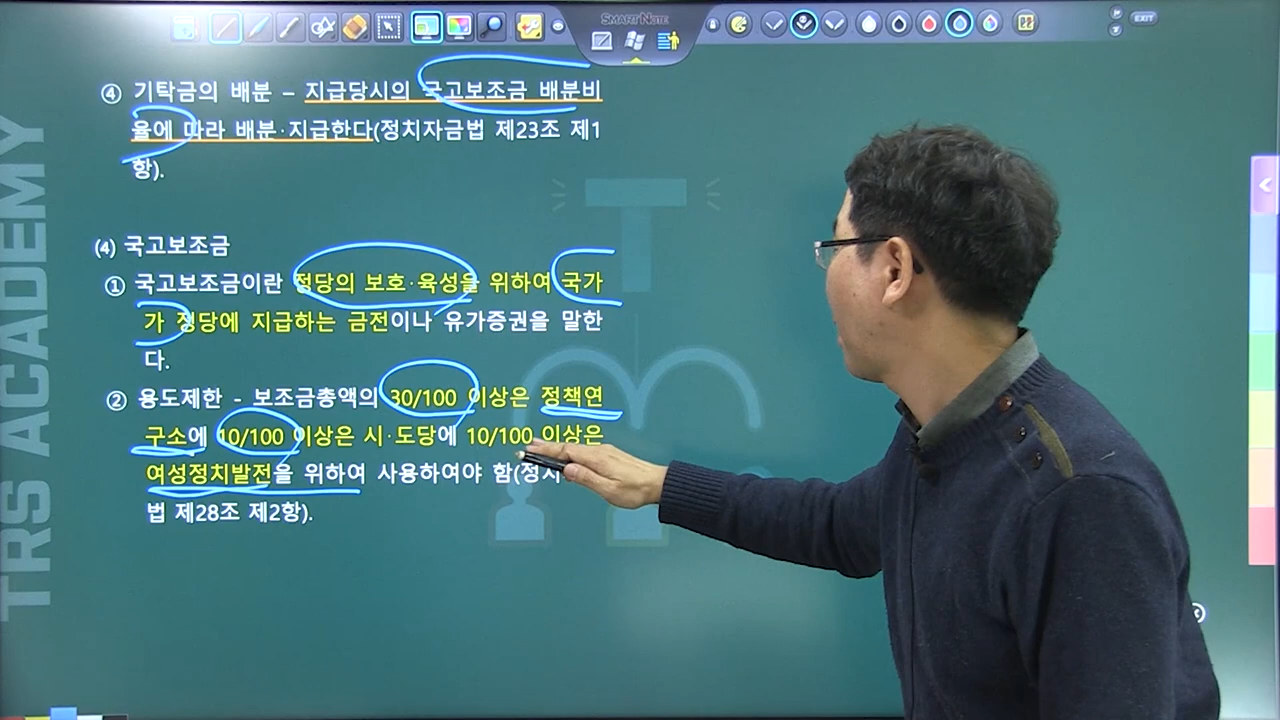 SMART NOTE
EXIT
④ 기탁금의 배분 – 지급당시의 국고보조금 배분비
율에 따라 배분·지급한다(정치자금법 제23조 제1
항).
(4) 국고보조금
① 국고보조금이란 정당의 보호·육성을 위하여 국가
가 정당에 지급하는 금전이나 유가증권을 말한
다.
② 용도제한 - 보조금총액의 30/100 이상은 정책연
구소에 10/100 이상은 시·도당에 10/100 이상은
여성정치발전을 위하여 사용하여야 함(정치
법 제28조 제2항).
TRS ACADEMY